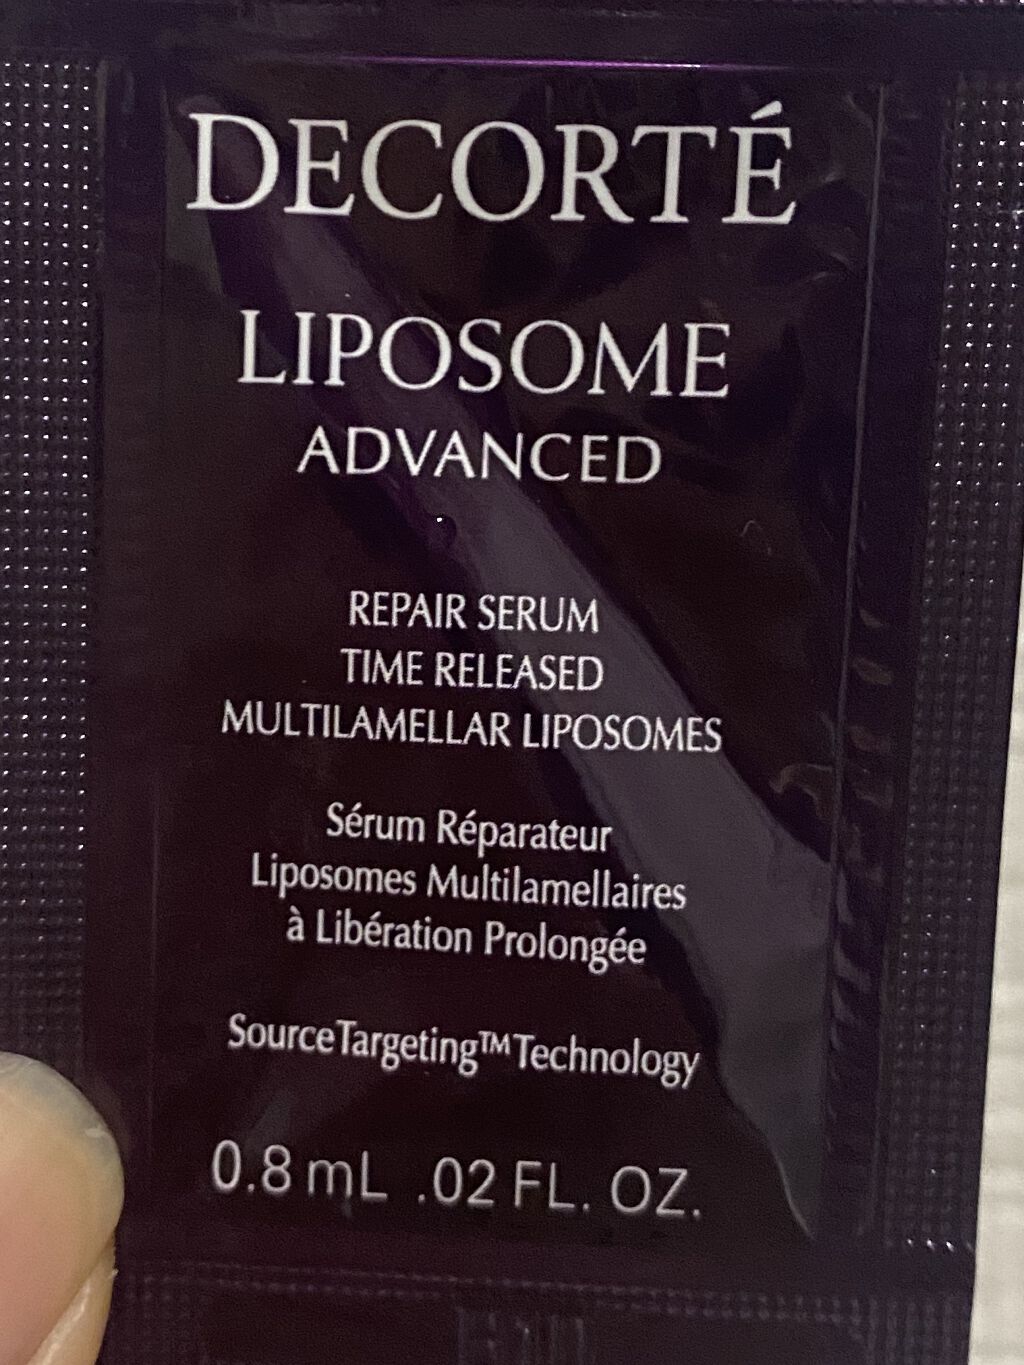 DECORTÉ
LIPOSOME
ADVANCED
REPAIR SERUM
TIME RELEASED
MULTILAMELLAR LIPOSOMES
Sérum Réparateur
Liposomes Multilamellaires
à Libération Prolongée
SourceTargeting™Technology
0.8 mL .02 FL. OZ.